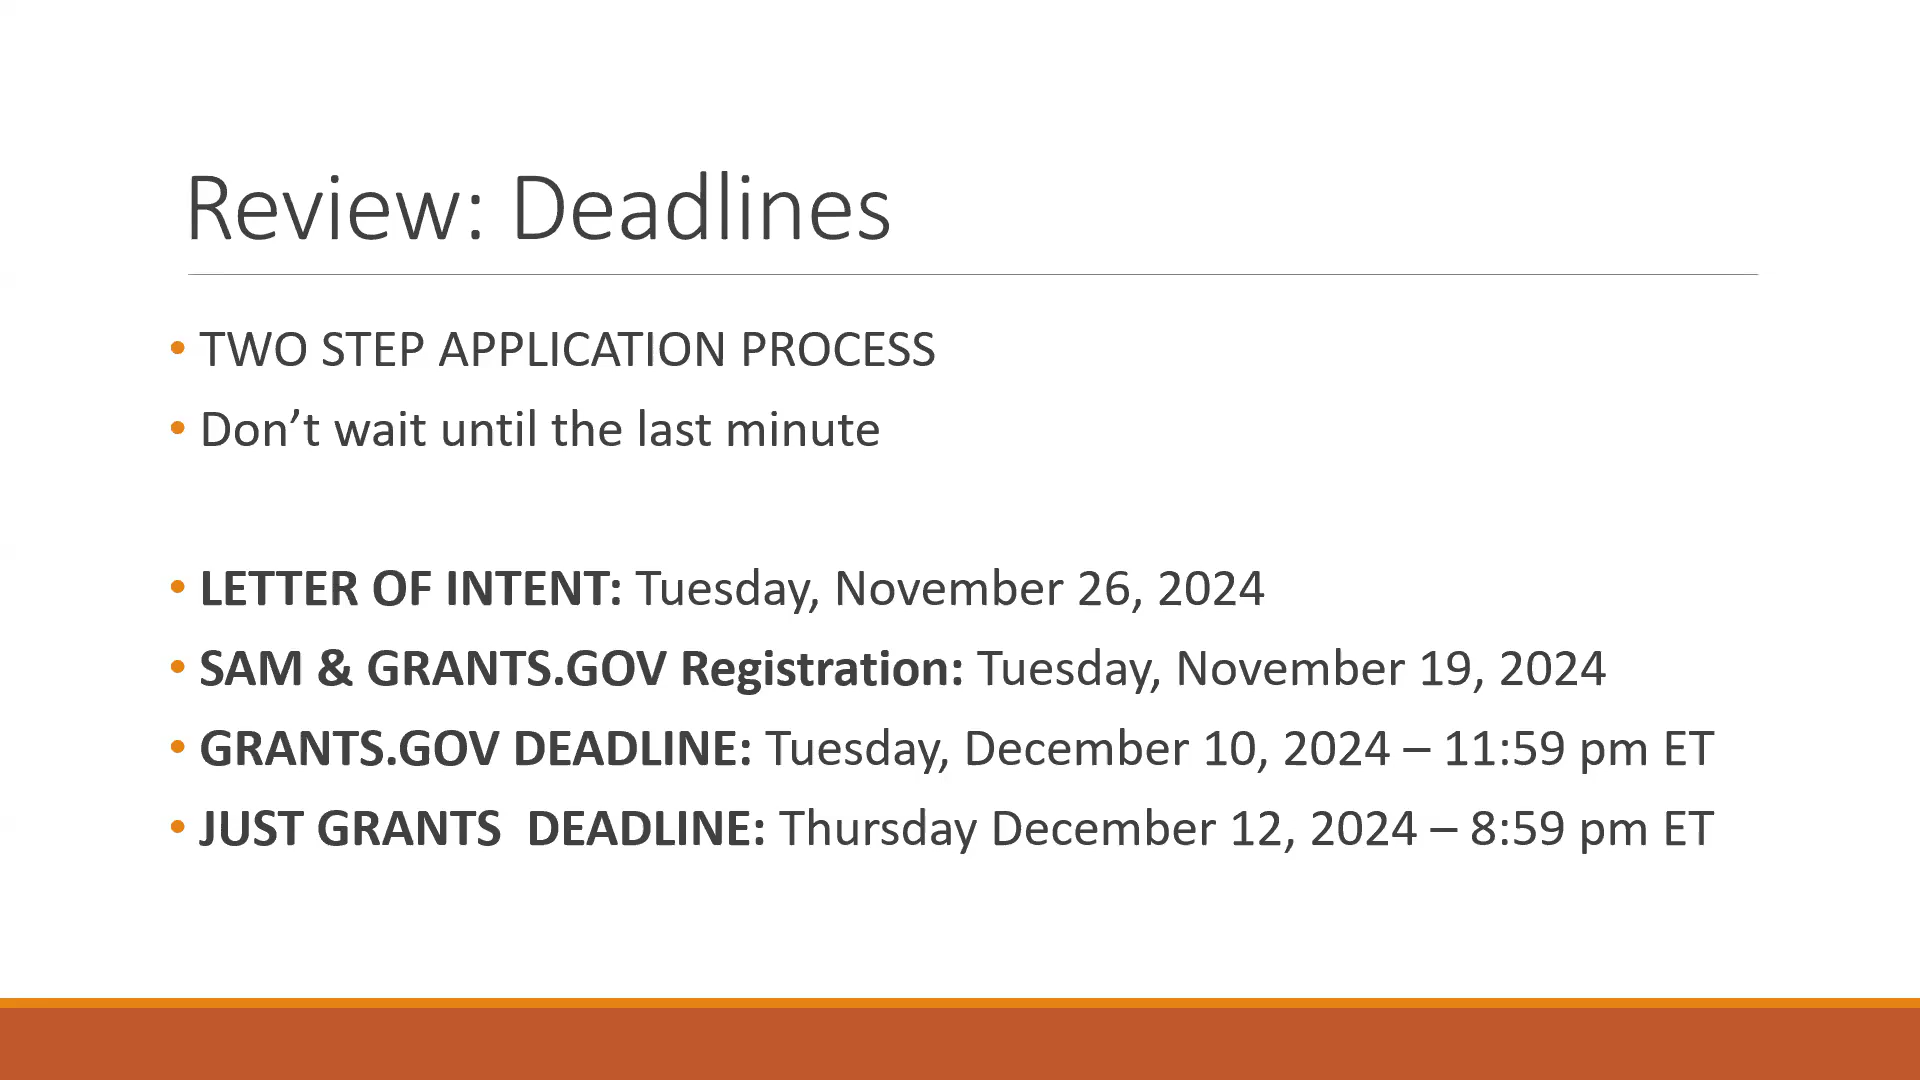 Review: Deadlines
• TWO STEP APPLICATION PROCESS
• Don’t wait until the last minute
• LETTER OF INTENT: Tuesday, November 26, 2024
• SAM & GRANTS.GOV Registration: Tuesday, November 19, 2024
• GRANTS.GOV DEADLINE: Tuesday, December 10, 2024 – 11:59 pm ET
• JUST GRANTS  DEADLINE: Thursday December 12, 2024 – 8:59 pm ET